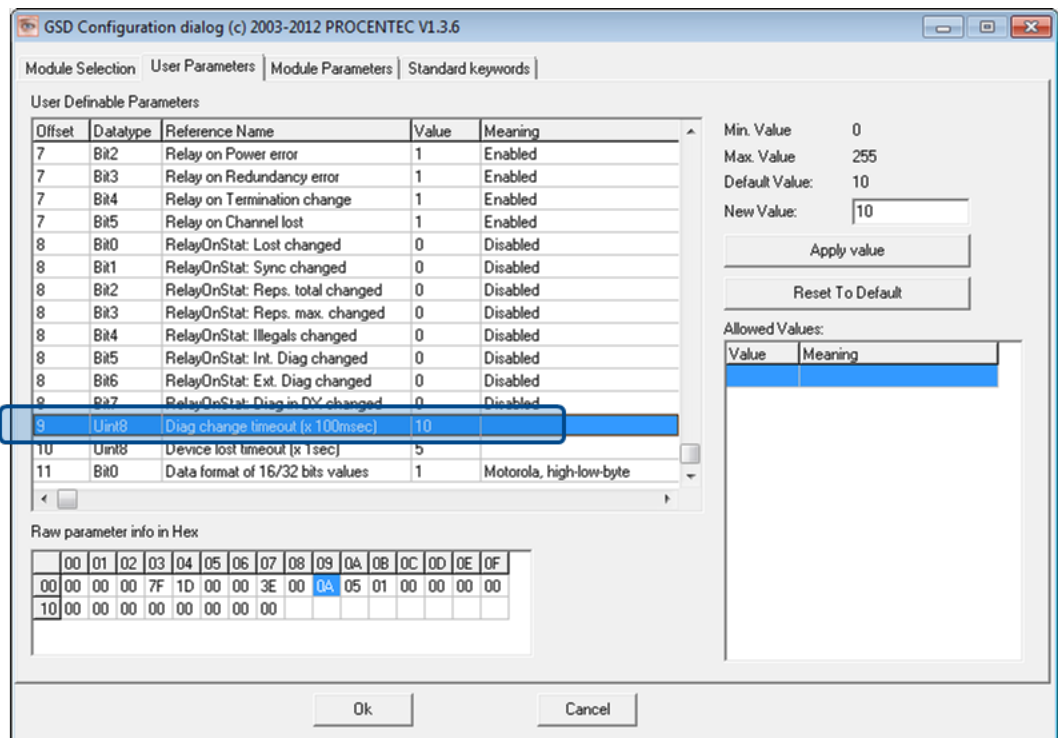 GSD Configuration dialog (c) 2003-2012 PROCENTEC V1.3.6
Module Selection User Parameters Module Parameters Standard keywords
User Definable Parameters
Offset Datatype Reference Name Value Meaning
7 Bit2 Relay on Power error 1 Enabled
7 Bit3 Relay on Redundancy error 1 Enabled
7 Bit4 Relay on Termination change 1 Enabled
7 Bit5 Relay on Channel lost 1 Enabled
8 Bit0 RelayOnStat: Lost changed 0 Disabled
8 Bit1 RelayOnStat: Sync changed 0 Disabled
8 Bit2 RelayOnStat: Reps. total changed 0 Disabled
8 Bit3 RelayOnStat: Reps. max. changed 0 Disabled
8 Bit4 RelayOnStat: Illegals changed 0 Disabled
8 Bit5 RelayOnStat: Int. Diag changed 0 Disabled
8 Bit6 RelayOnStat: Ext. Diag changed 0 Disabled
8 Bit7 RelayOnStat: Diag in DX changed 0 Disabled
9 Uint8 Diag change timeout (x 100msec) 10
10 Uint8 Device lost timeout (x 1sec) 5
11 Bit0 Data format of 16/32 bits values 1 Motorola, high-low-byte
Min. Value 0
Max. Value 255
Default Value: 10
New Value: 10
Apply value
Reset To Default
Allowed Values:
Value Meaning
Raw parameter info in Hex
00 01 02 03 04 05 06 07 08 09 0A 0B 0C 0D 0E 0F
00 00 00 00 7F 1D 00 00 3E 00 0A 05 01 00 00 00 00
10 00 00 00 00 00 00 00 00
Ok Cancel